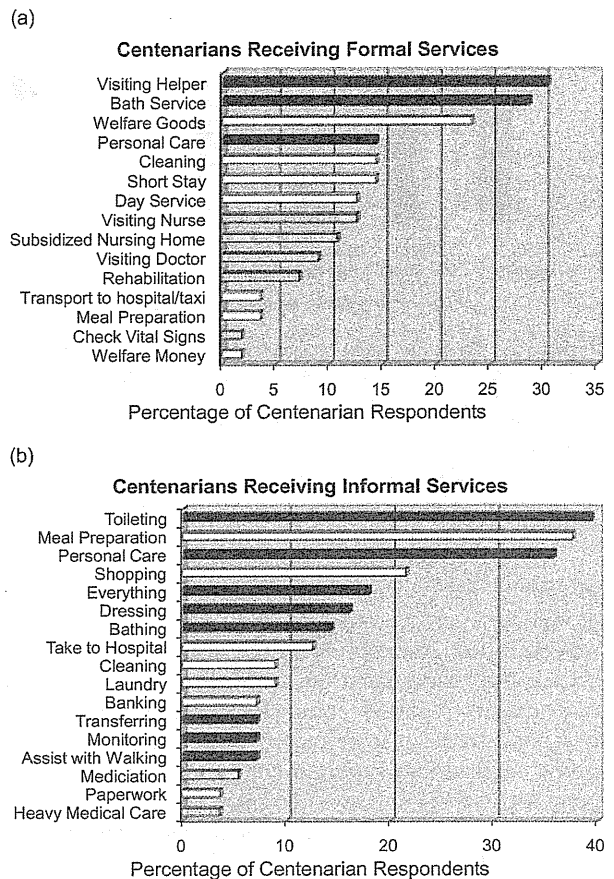 (a)
Centenarians Receiving Formal Services
Visiting Helper
Bath Service
Welfare Goods
Personal Care
Cleaning
Short Stay
Day Service
Visiting Nurse
Subsidized Nursing Home
Visiting Doctor
Rehabilitation
Transport to hospital/taxi
Meal Preparation
Check Vital Signs
Welfare Money
0 5 10 15 20 25 30 35
Percentage of Centenarian Respondents
(b)
Centenarians Receiving Informal Services
Toileting
Meal Preparation
Personal Care
Shopping
Everything
Dressing
Bathing
Take to Hospital
Cleaning
Laundry
Banking
Transferring
Monitoring
Assist with Walking
Mediciation
Paperwork
Heavy Medical Care
0 10 20 30 40
Percentage of Centenarian Respondents